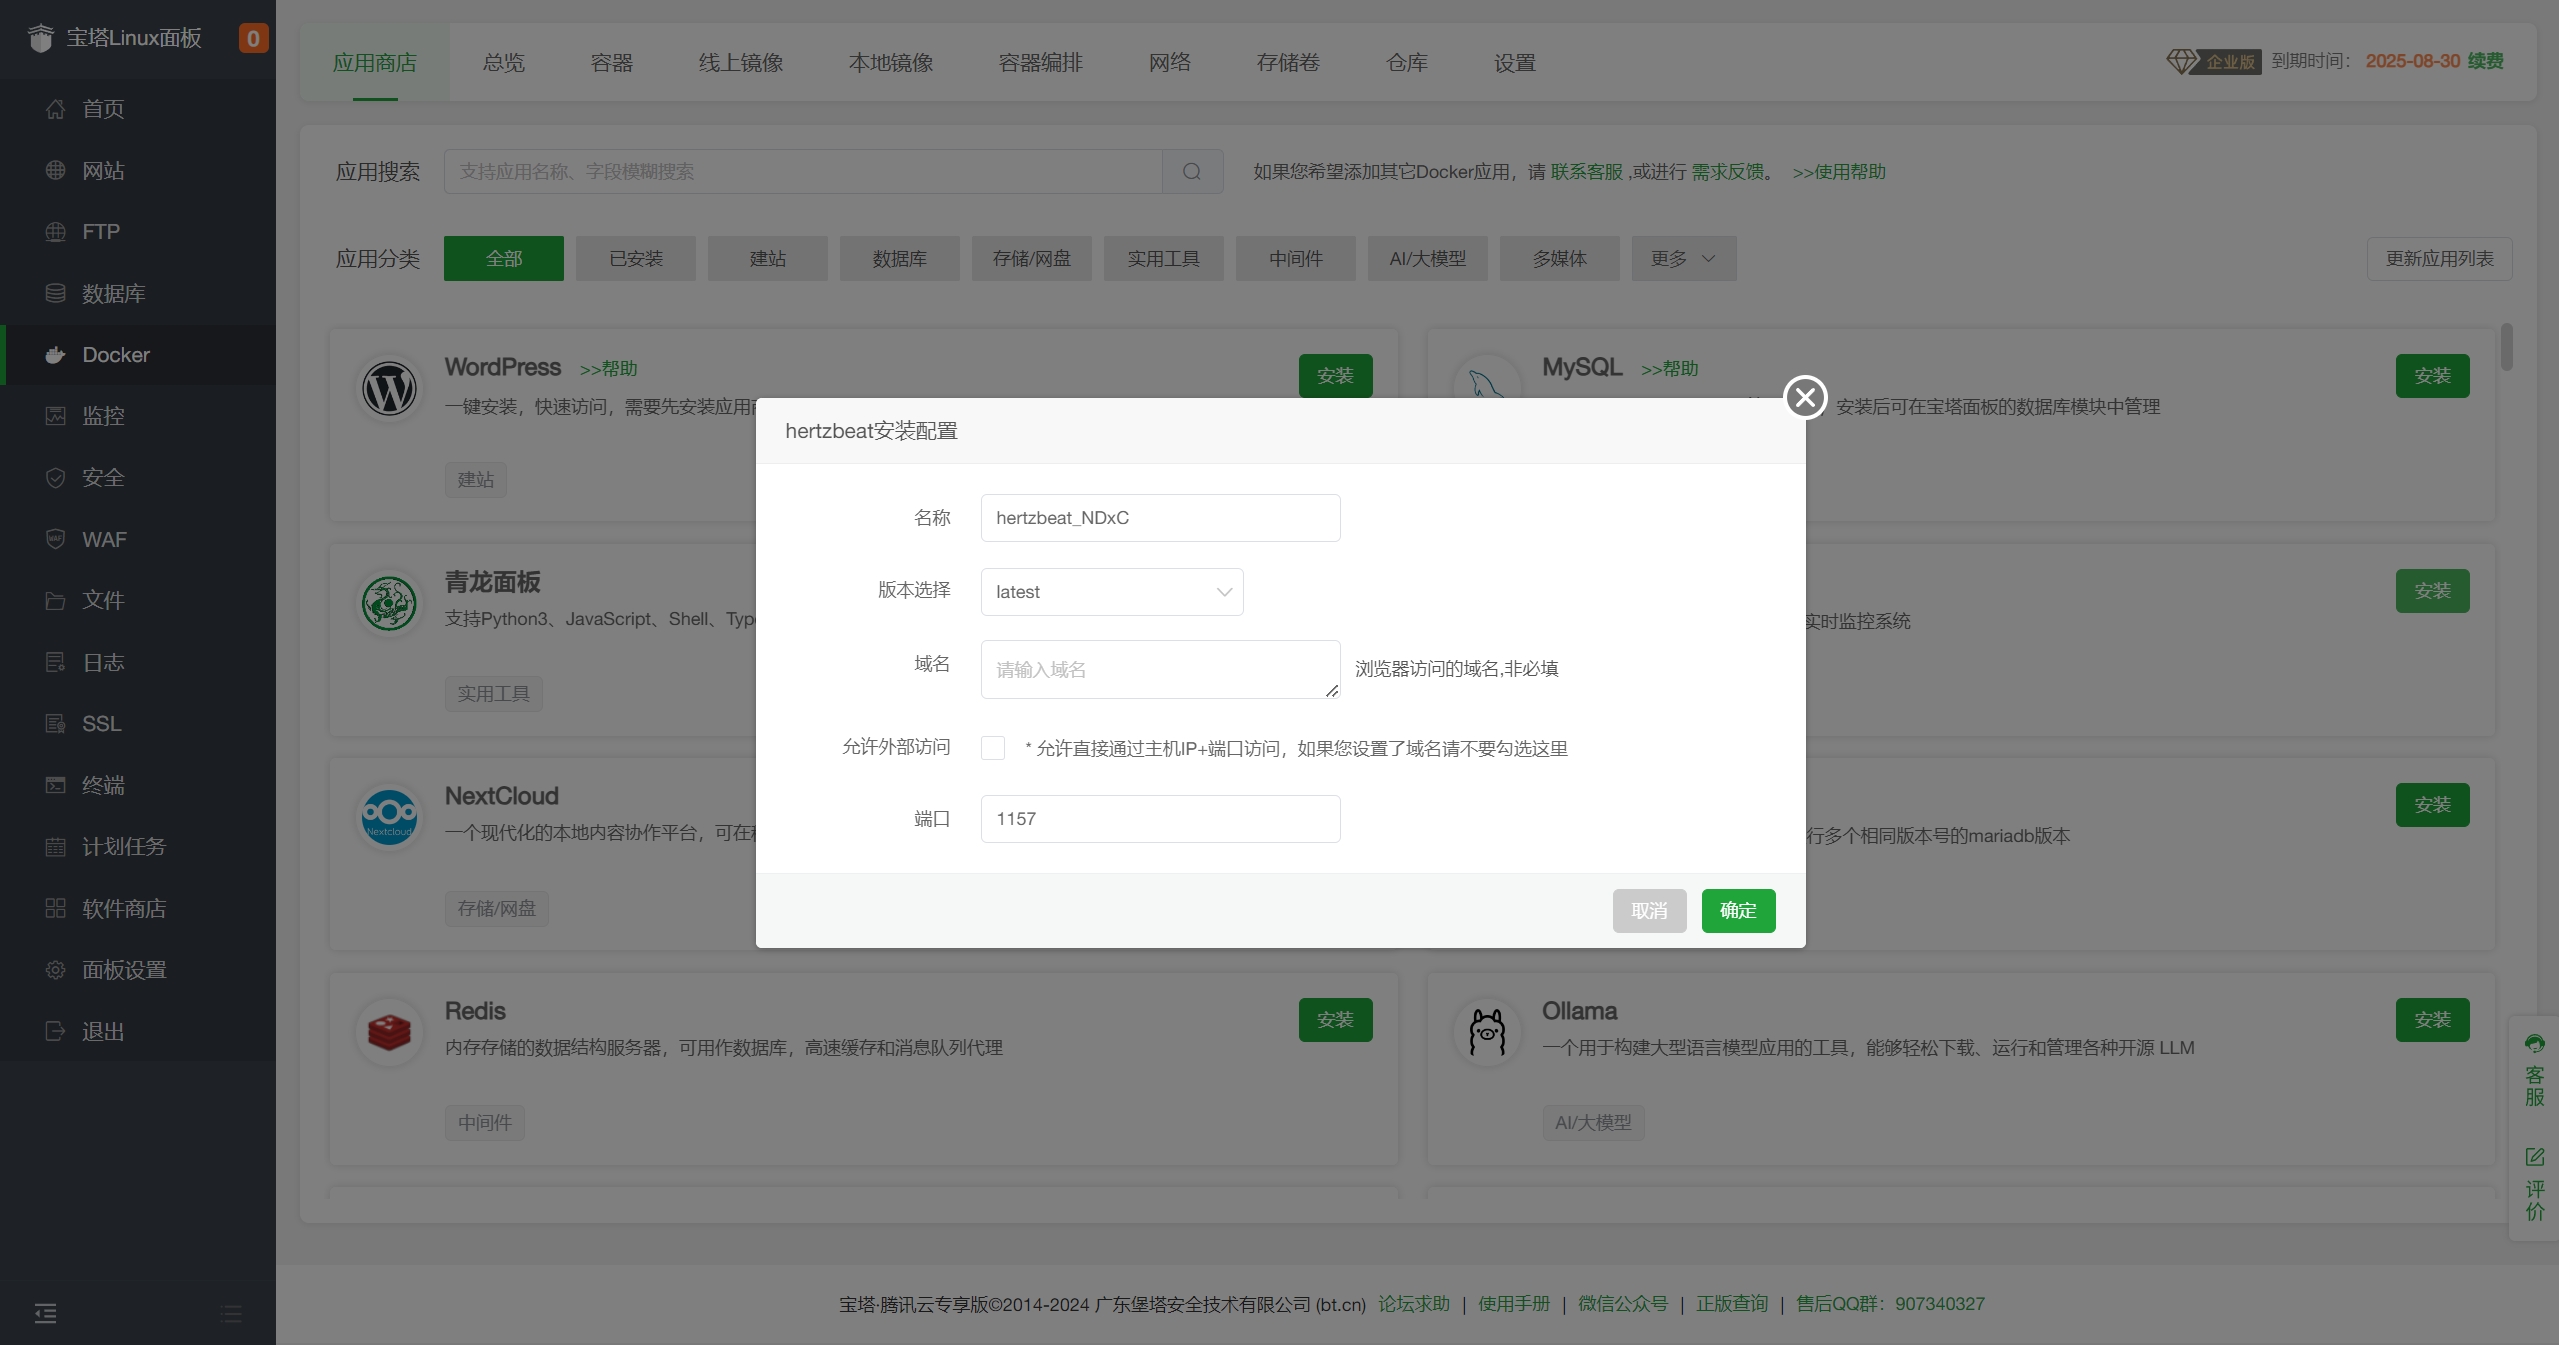 宝塔Linux面板 0
首页
网站
FTP
数据库
Docker
监控
安全
WAF
文件
日志
SSL
终端
计划任务
软件商店
面板设置
退出
应用商店 总览 容器 线上镜像 本地镜像 容器编排 网络 存储卷 仓库 设置
企业版 到期时间： 2025-08-30 续费
应用搜索 支持应用名称、字段模糊搜索 如果您希望添加其它Docker应用，请 联系客服 ,或进行 需求反馈。 >>使用帮助
应用分类 全部 已安装 建站 数据库 存储/网盘 实用工具 中间件 AI/大模型 多媒体 更多 更新应用列表
WordPress >>帮助 安装
一键安装，快速访问，需要先安装应用
建站
MySQL >>帮助 安装
安装后可在宝塔面板的数据库模块中管理
青龙面板
支持Python3、JavaScript、Shell、Typ
实用工具
安装
实时监控系统
NextCloud
Nextcloud
一个现代化的本地内容协作平台，可在
存储/网盘
安装
行多个相同版本号的mariadb版本
hertzbeat安装配置
名称 hertzbeat_NDxC
版本选择 latest
域名 请输入域名 浏览器访问的域名,非必填
允许外部访问 * 允许直接通过主机IP+端口访问，如果您设置了域名请不要勾选这里
端口 1157
取消 确定
Redis 安装
内存存储的数据结构服务器，可用作数据库，高速缓存和消息队列代理
中间件
Ollama 安装
一个用于构建大型语言模型应用的工具，能够轻松下载、运行和管理各种开源 LLM
AI/大模型
客服
评价
宝塔·腾讯云专享版©2014-2024 广东堡塔安全技术有限公司 (bt.cn) 论坛求助 | 使用手册 | 微信公众号 | 正版查询 | 售后QQ群：907340327